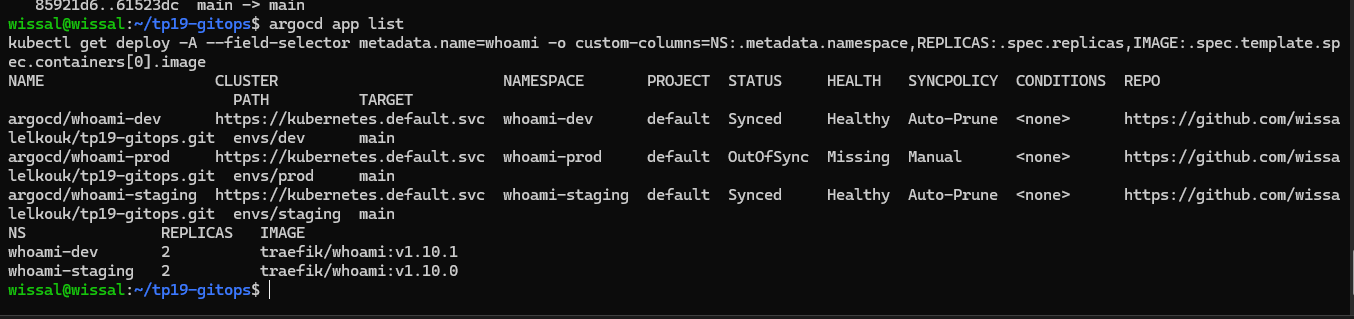 85921d6..61523dc  main -> main
wissal@wissal:~/tp19-gitops$ argocd app list
kubectl get deploy -A --field-selector metadata.name=whoami -o custom-columns=NS:.metadata.namespace,REPLICAS:.spec.replicas,IMAGE:.spec.template.sp
ec.containers[0].image
NAME                   CLUSTER                         NAMESPACE       PROJECT  STATUS     HEALTH   SYNCPOLICY  CONDITIONS  REPO
                         PATH          TARGET
argocd/whoami-dev      https://kubernetes.default.svc  whoami-dev      default  Synced     Healthy  Auto-Prune  <none>      https://github.com/wissa
lelkouk/tp19-gitops.git  envs/dev      main
argocd/whoami-prod     https://kubernetes.default.svc  whoami-prod     default  OutOfSync  Missing  Manual      <none>      https://github.com/wissa
lelkouk/tp19-gitops.git  envs/prod     main
argocd/whoami-staging  https://kubernetes.default.svc  whoami-staging  default  Synced     Healthy  Auto-Prune  <none>      https://github.com/wissa
lelkouk/tp19-gitops.git  envs/staging  main
NS               REPLICAS   IMAGE
whoami-dev       2          traefik/whoami:v1.10.1
whoami-staging   2          traefik/whoami:v1.10.0
wissal@wissal:~/tp19-gitops$